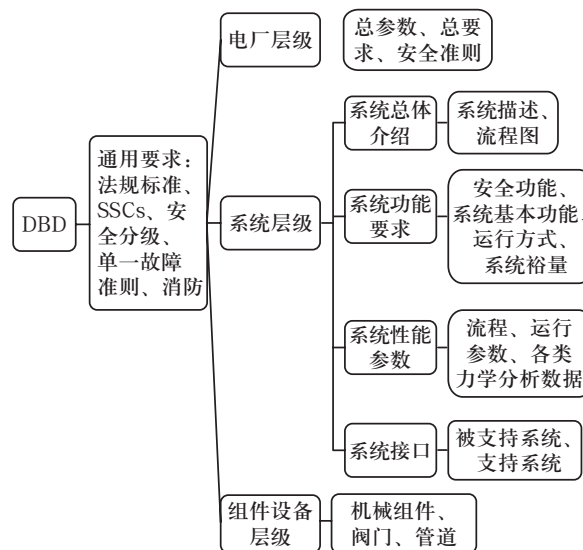 DBD
通用要求：
法规标准、
SSCs、安
全分级、
单一故障
准则、消防
电厂层级
总参数、总要
求、安全准则
系统层级
系统总体
介绍
系统描述、
流程图
系统功能
要求
安全功能、
系统基本功能、
运行方式、
系统裕量
系统性能
参数
流程、运行
参数、各类
力学分析数据
系统接口
被支持系统、
支持系统
组件设备
层级
机械组件、
阀门、管道